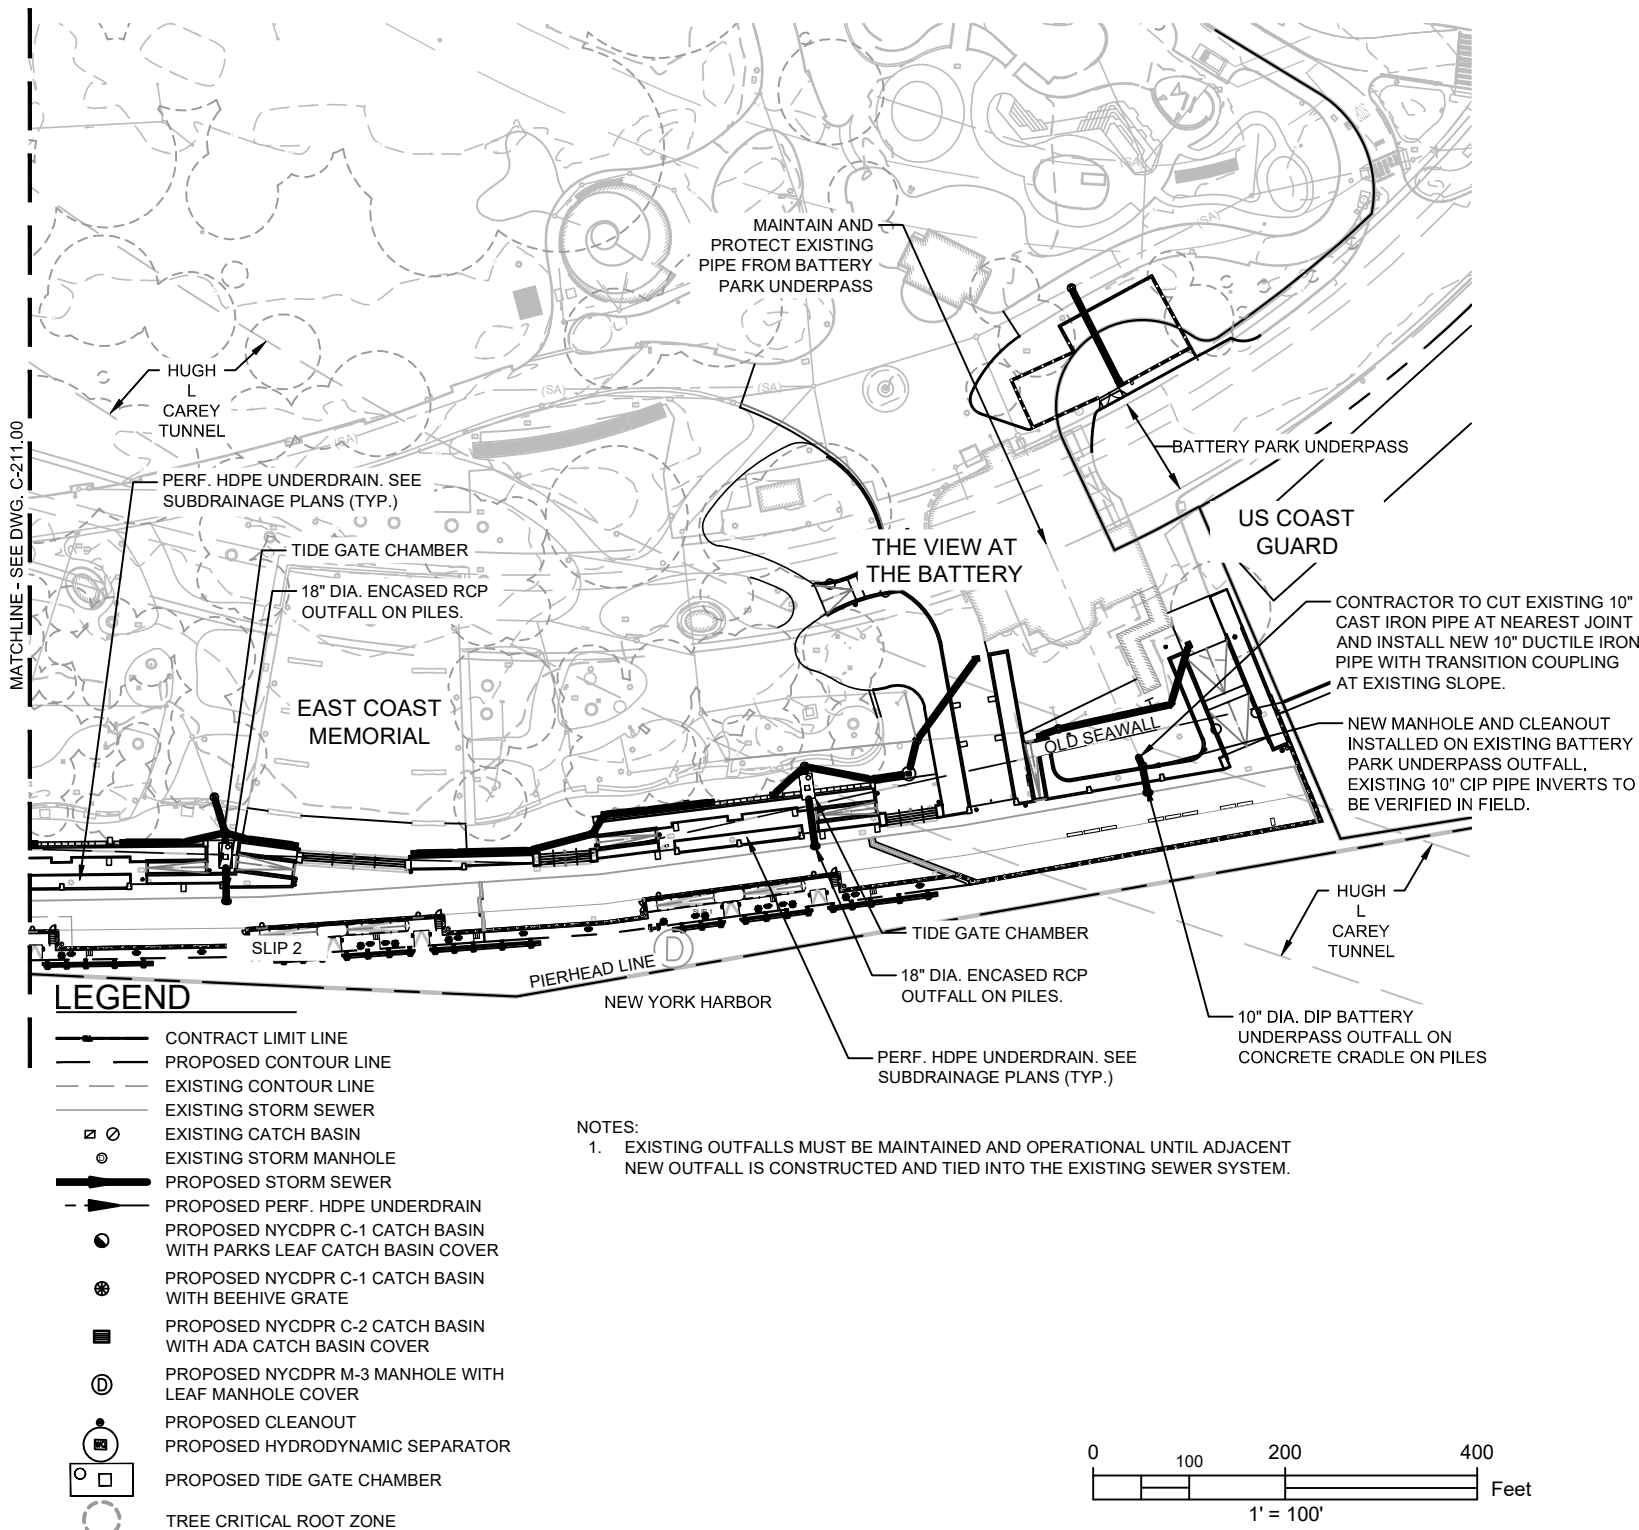 MAINTAIN AND
PROTECT EXISTING
PIPE FROM BATTERY
PARK UNDERPASS
HUGH
L
CAREY
TUNNEL
MATCHLINE - SEE DWG. C-211.00
(SA)
(SA)
(SA)
(SA)
(SA)
BATTERY PARK UNDERPASS
PERF. HDPE UNDERDRAIN. SEE
SUBDRAINAGE PLANS (TYP.)
US COAST
GUARD
TIDE GATE CHAMBER
THE VIEW AT
THE BATTERY
18" DIA. ENCASED RCP
OUTFALL ON PILES.
CONTRACTOR TO CUT EXISTING 10"
CAST IRON PIPE AT NEAREST JOINT
AND INSTALL NEW 10" DUCTILE IRON
PIPE WITH TRANSITION COUPLING
AT EXISTING SLOPE.
EAST COAST
MEMORIAL
OLD SEAWALL
NEW MANHOLE AND CLEANOUT
INSTALLED ON EXISTING BATTERY
PARK UNDERPASS OUTFALL.
EXISTING 10" CIP PIPE INVERTS TO
BE VERIFIED IN FIELD.
HUGH
L
CAREY
TUNNEL
TIDE GATE CHAMBER
SLIP 2
D
PIERHEAD LINE
NEW YORK HARBOR
18" DIA. ENCASED RCP
OUTFALL ON PILES.
10" DIA. DIP BATTERY
UNDERPASS OUTFALL ON
CONCRETE CRADLE ON PILES
PERF. HDPE UNDERDRAIN. SEE
SUBDRAINAGE PLANS (TYP.)
LEGEND
CONTRACT LIMIT LINE
PROPOSED CONTOUR LINE
EXISTING CONTOUR LINE
EXISTING STORM SEWER
EXISTING CATCH BASIN
D EXISTING STORM MANHOLE
PROPOSED STORM SEWER
PROPOSED PERF. HDPE UNDERDRAIN
PROPOSED NYCDPR C-1 CATCH BASIN
WITH PARKS LEAF CATCH BASIN COVER
PROPOSED NYCDPR C-1 CATCH BASIN
WITH BEEHIVE GRATE
PROPOSED NYCDPR C-2 CATCH BASIN
WITH ADA CATCH BASIN COVER
D PROPOSED NYCDPR M-3 MANHOLE WITH
LEAF MANHOLE COVER
PROPOSED CLEANOUT
WQ PROPOSED HYDRODYNAMIC SEPARATOR
PROPOSED TIDE GATE CHAMBER
TREE CRITICAL ROOT ZONE
NOTES:
1. EXISTING OUTFALLS MUST BE MAINTAINED AND OPERATIONAL UNTIL ADJACENT
NEW OUTFALL IS CONSTRUCTED AND TIED INTO THE EXISTING SEWER SYSTEM.
0 100 200 400
Feet
1' = 100'